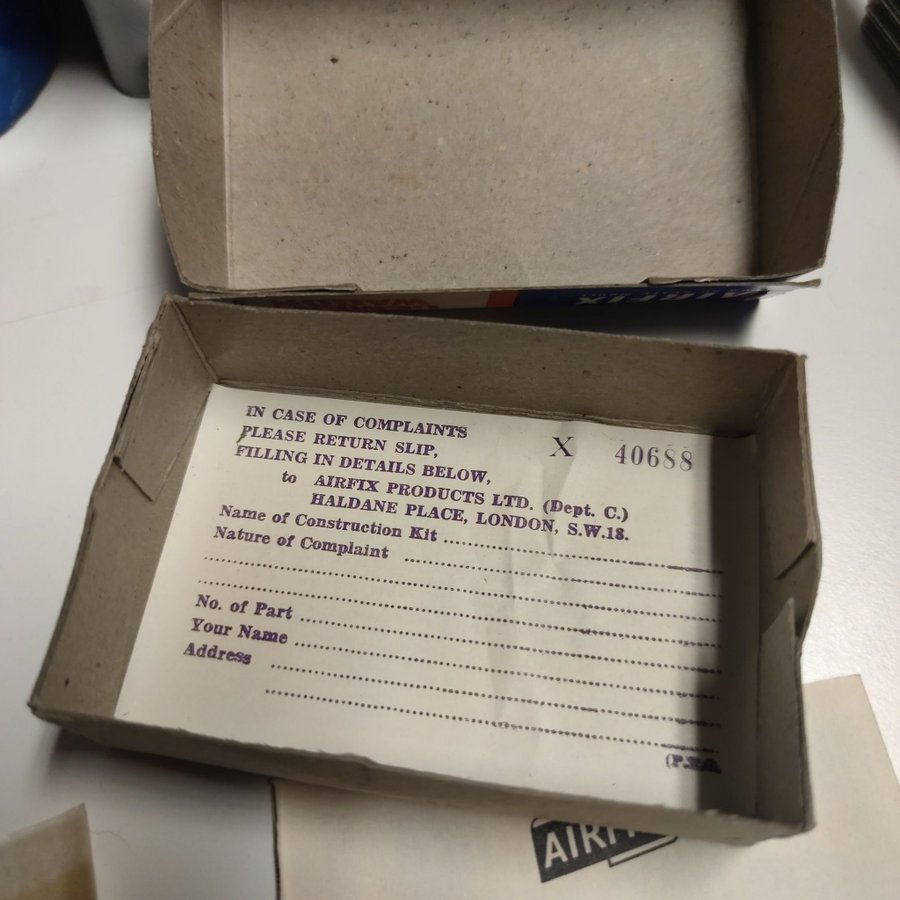 AIRFIX
IN CASE OF COMPLAINTS
PLEASE RETURN SLIP,
FILLING IN DETAILS BELOW,
to AIRFIX PRODUCTS LTD. (Dept. C.)
HALDANE PLACE, LONDON, S.W.18.
X 40688
Name of Construction Kit
Nature of Complaint
No. of Part
Your Name
Address